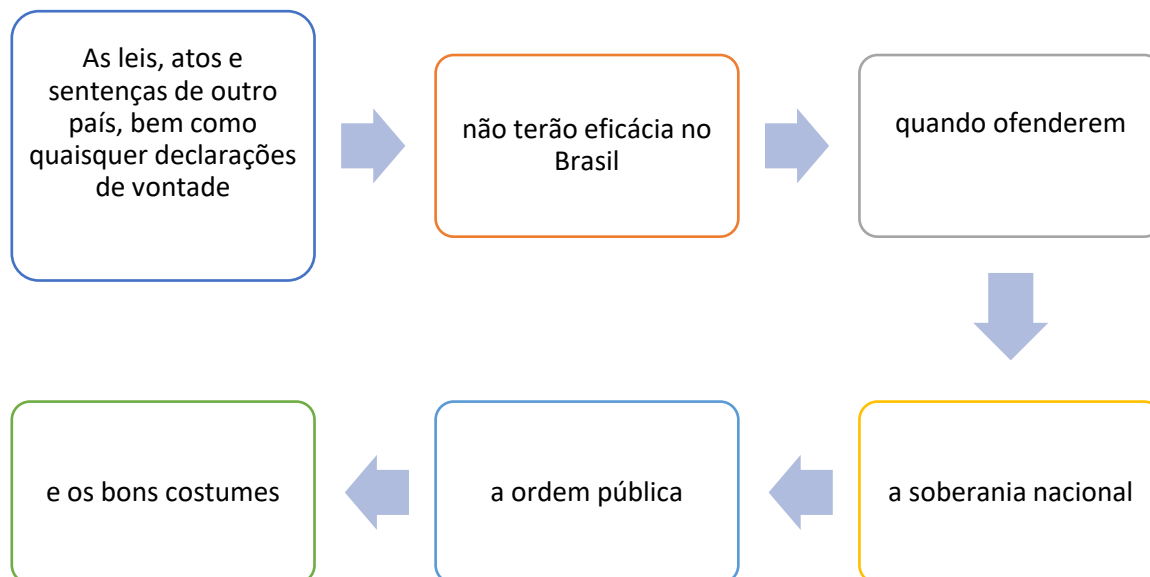 As leis, atos e
sentenças de outro
país, bem como
quaisquer declarações
de vontade
não terão eficácia no
Brasil
quando ofenderem
a soberania nacional
a ordem pública
e os bons costumes